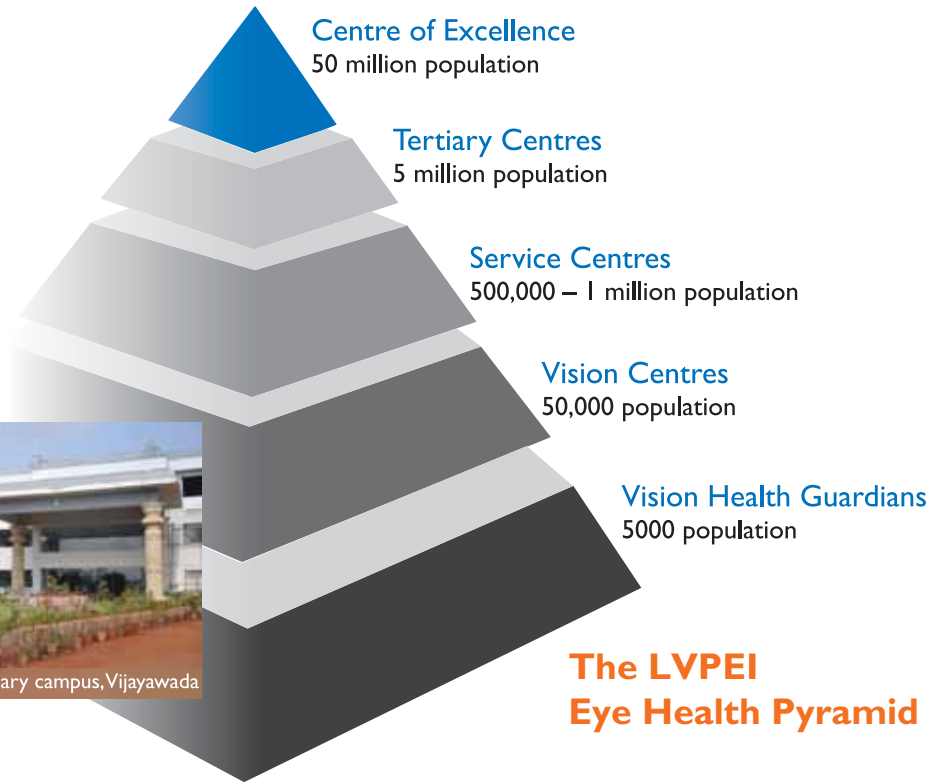 Centre of Excellence
50 million population
Tertiary Centres
5 million population
Service Centres
500,000 – 1 million population
Vision Centres
50,000 population
Vision Health Guardians
5000 population
campus, Vijayawada
The LVPEI
Eye Health Pyramid